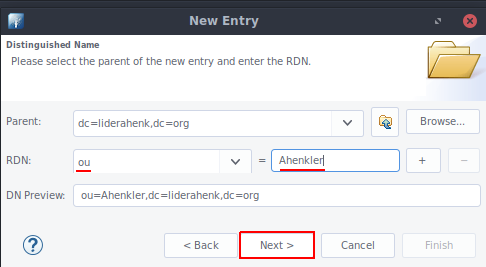 New Entry
Distinguished Name
Please select the parent of the new entry and enter the RDN.
Parent: dc=liderahenk,dc=org Browse...
RDN: ou = Ahenkler + −
DN Preview: ou=Ahenkler,dc=liderahenk,dc=org
? < Back Next > Cancel Finish